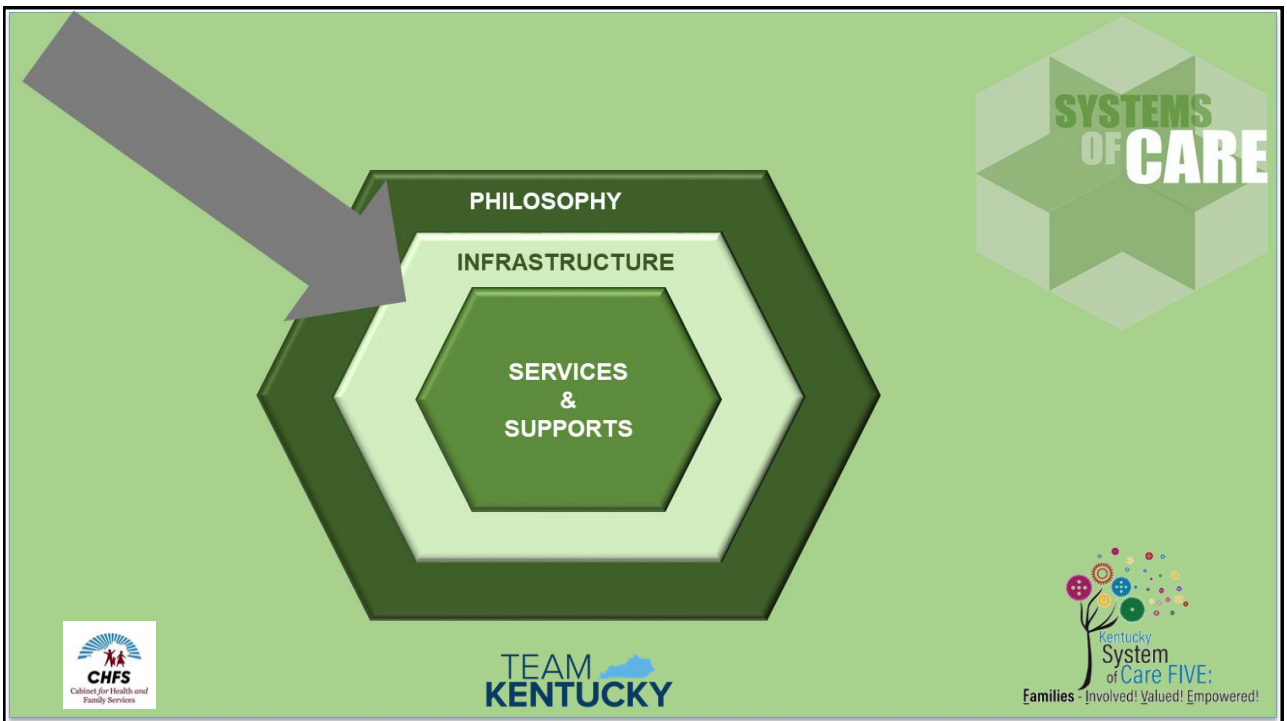 SYSTEMS
OF CARE
PHILOSOPHY
INFRASTRUCTURE
SERVICES
&
SUPPORTS
CHFS
Cabinet for Health and
Family Services
TEAM
KENTUCKY
Kentucky
System
of Care FIVE:
Families - Involved! Valued! Empowered!